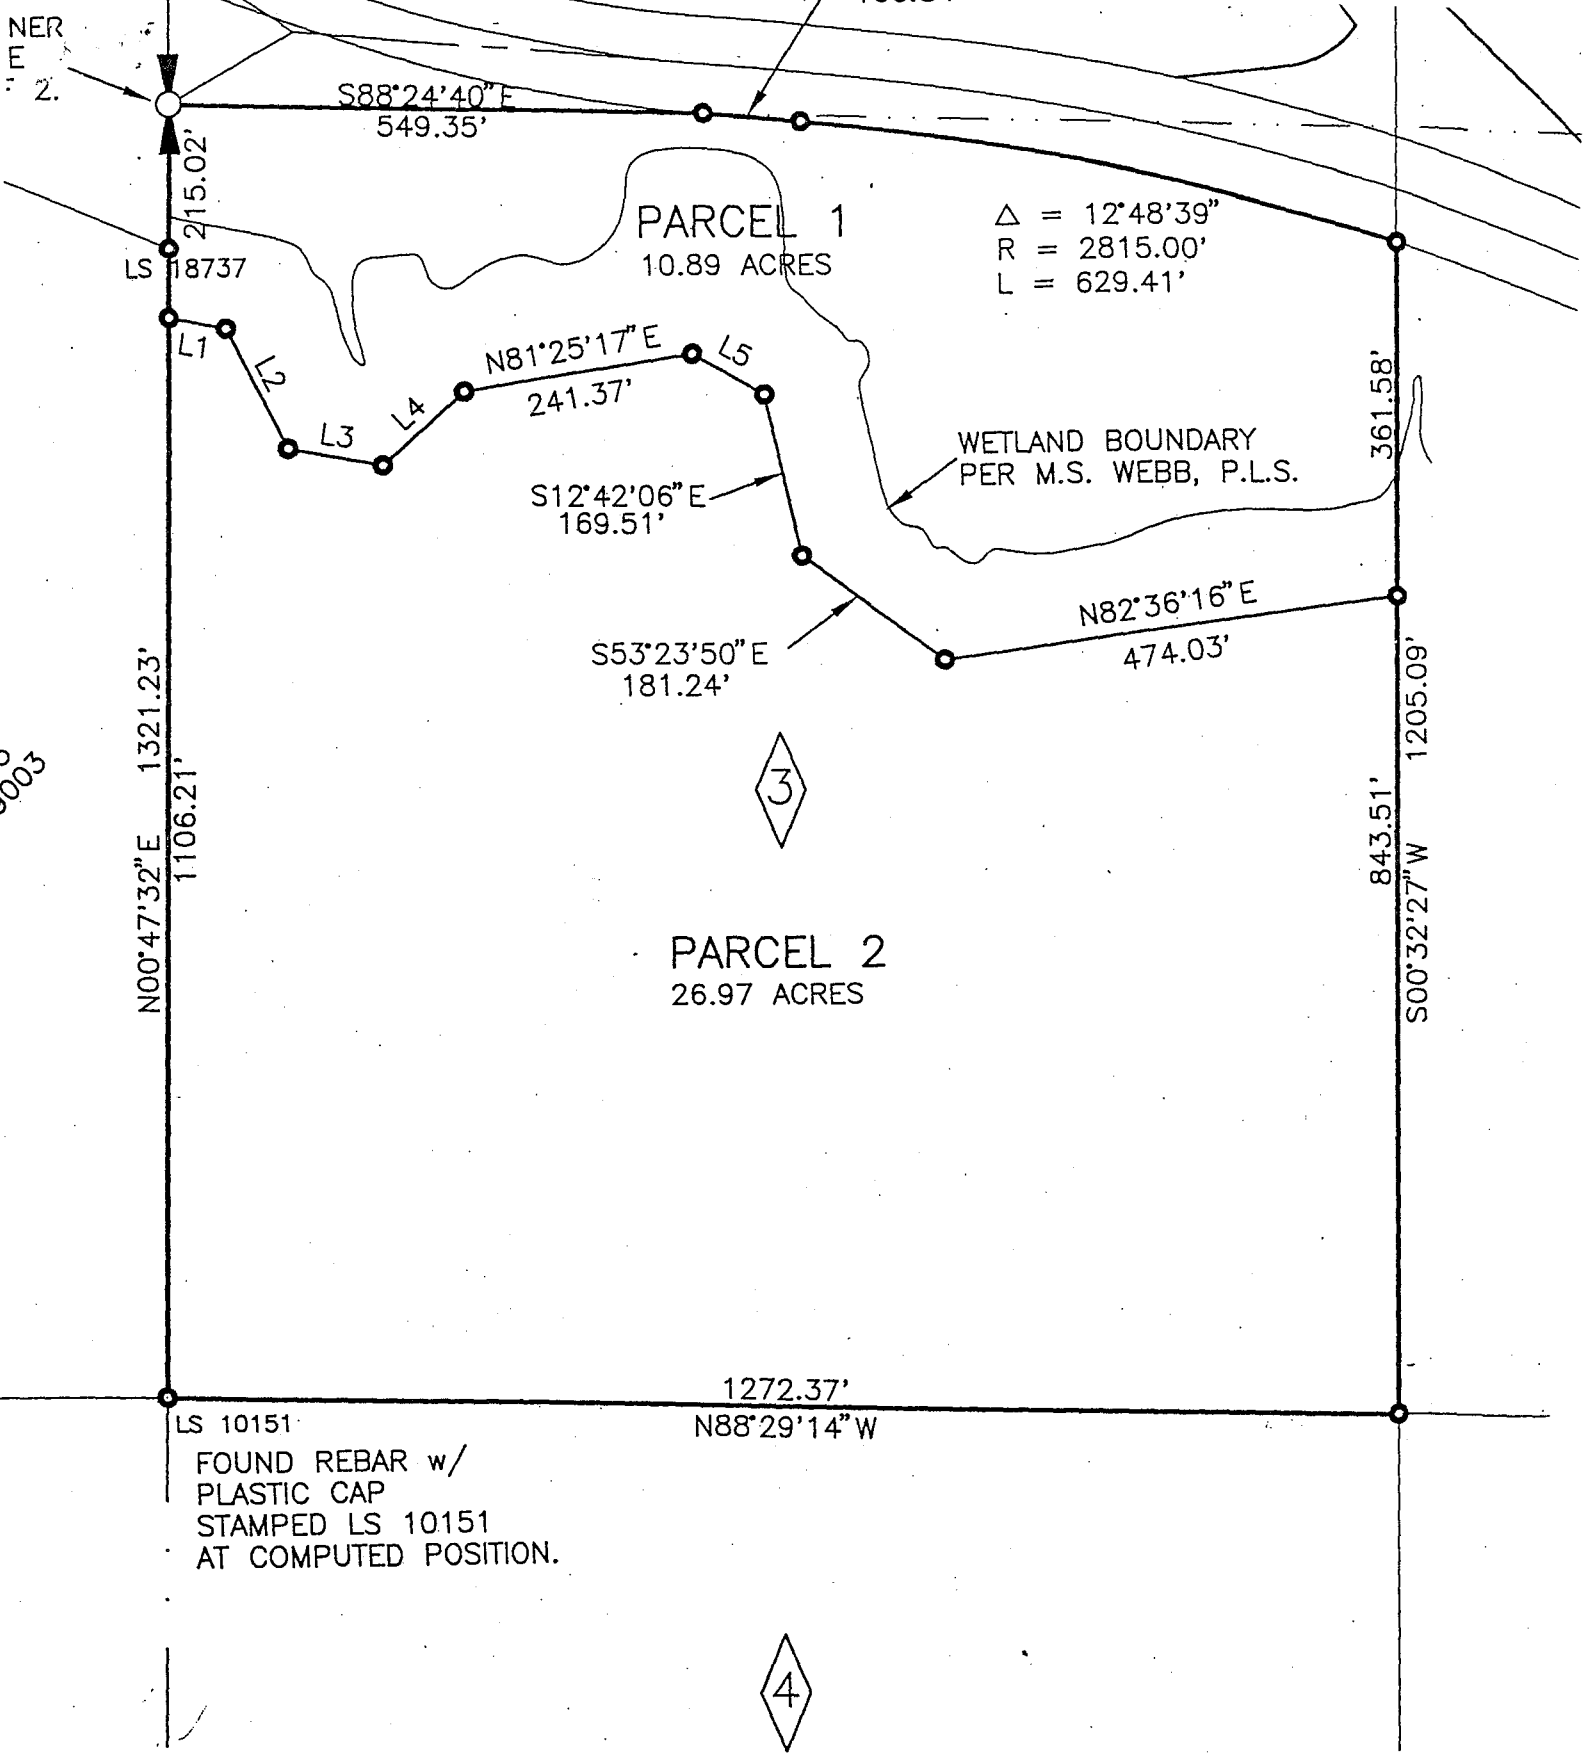 NER
E
2.
S88°24'40"E
549.35'
215.02'
LS 18737
PARCEL 1
10.89 ACRES
△ = 12°48'39"
R = 2815.00'
L = 629.41'
L1
L2
L3
L4
N81°25'17"E
241.37'
L5
361.58'
WETLAND BOUNDARY
PER M.S. WEBB, P.L.S.
S12°42'06"E
169.51'
S53°23'50"E
181.24'
N82°36'16"E
474.03'
N00°47'32"E 1321.23'
1106.21'
3
843.51'
S00°32'27"W 1205.09'
PARCEL 2
26.97 ACRES
1272.37'
N88°29'14"W
LS 10151
FOUND REBAR w/
PLASTIC CAP
STAMPED LS 10151
AT COMPUTED POSITION.
4